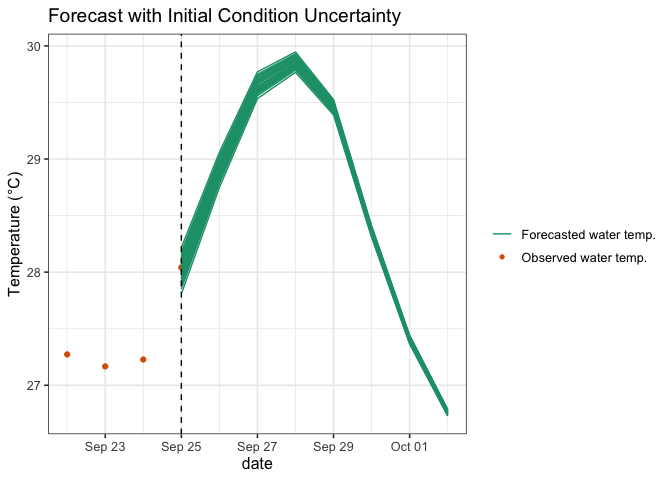 Forecast with Initial Condition Uncertainty
Temperature (°C)
30
29
28
27
Sep 23
Sep 25
Sep 27
Sep 29
Oct 01
date
Forecasted water temp.
Observed water temp.